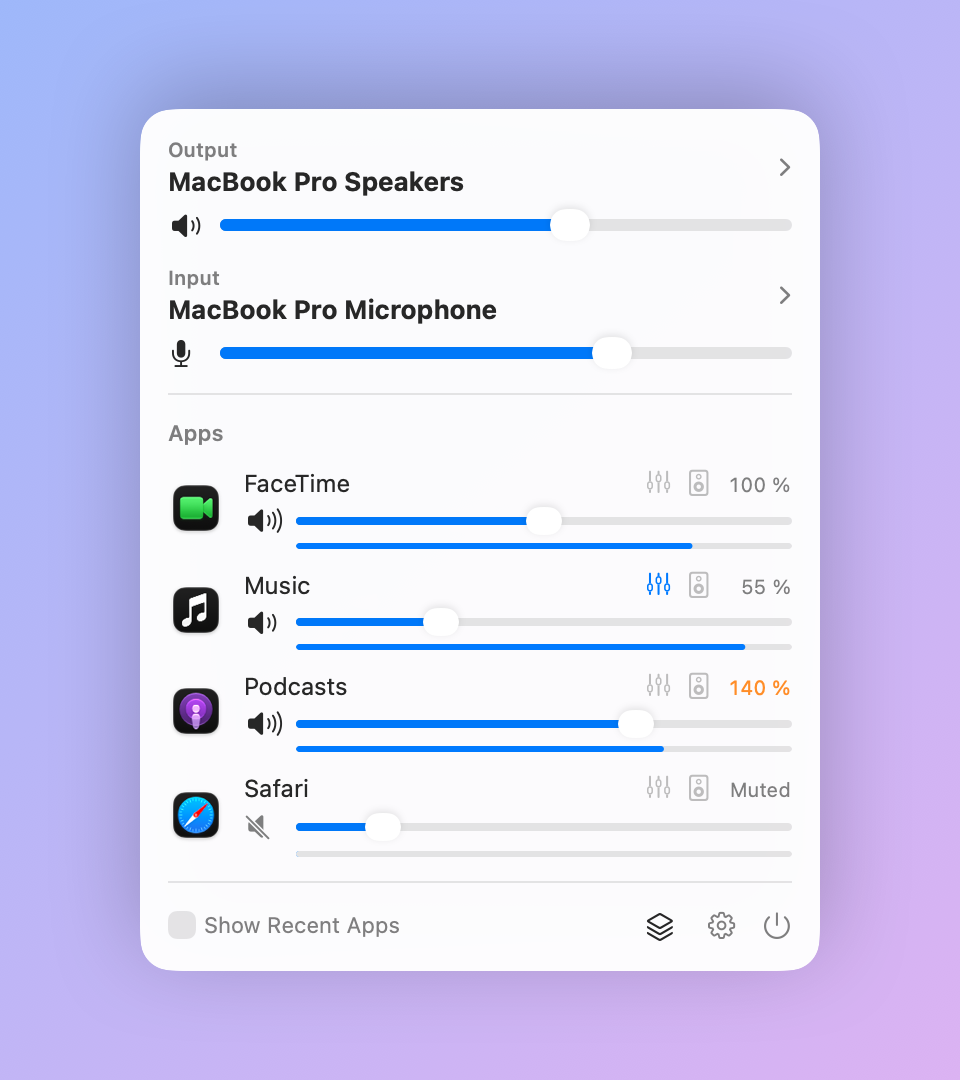 Output
MacBook Pro Speakers
Input
MacBook Pro Microphone
Apps
FaceTime 100 %
Music 55 %
Podcasts 140 %
Safari Muted
Show Recent Apps